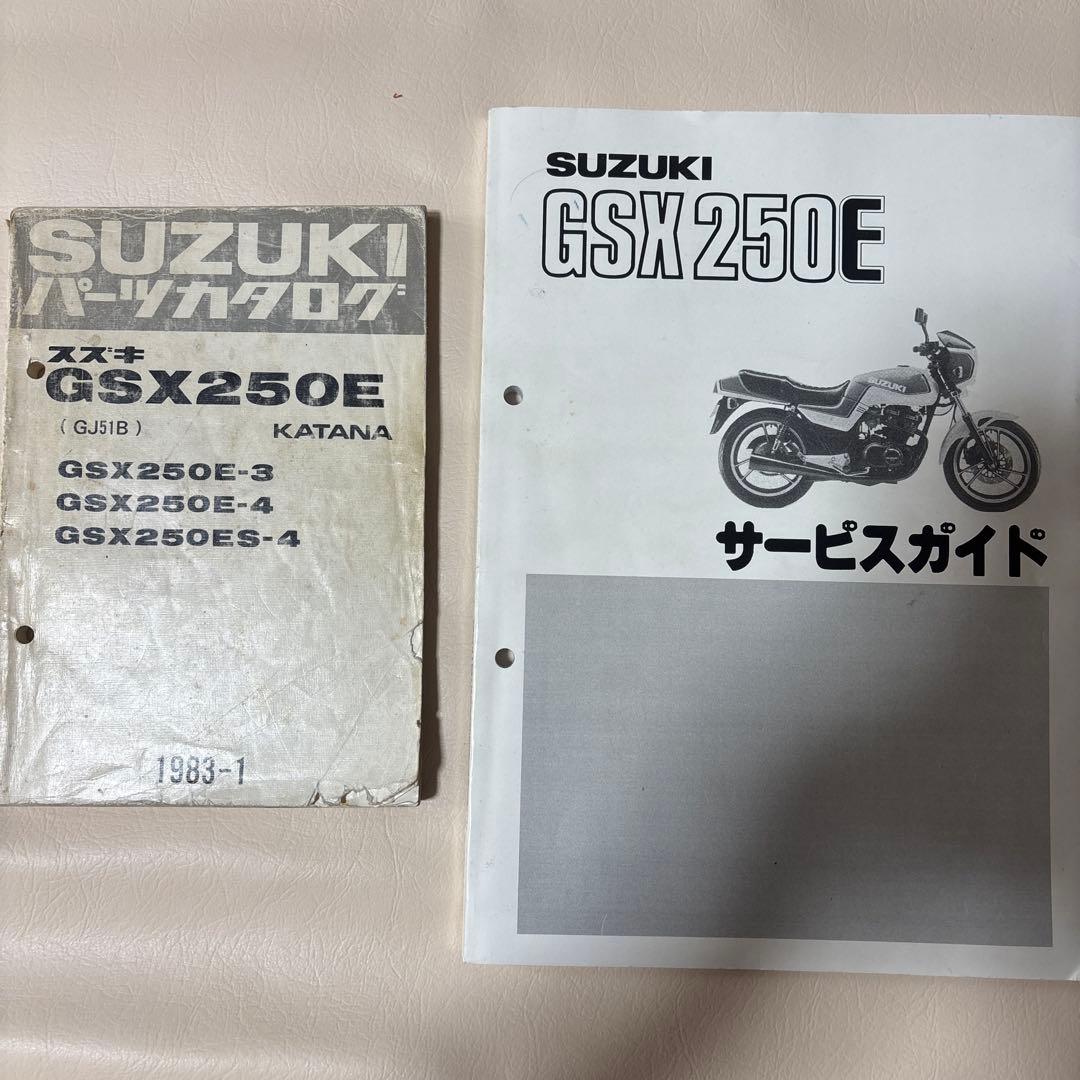 SUZUKI
パーツカタログ
スズキ
GSX250E
( GJ51B ) KATANA
GSX250E-3
GSX250E-4
GSX250ES-4
1983-1
SUZUKI
GSX250E
SUZUKI
サービスガイド